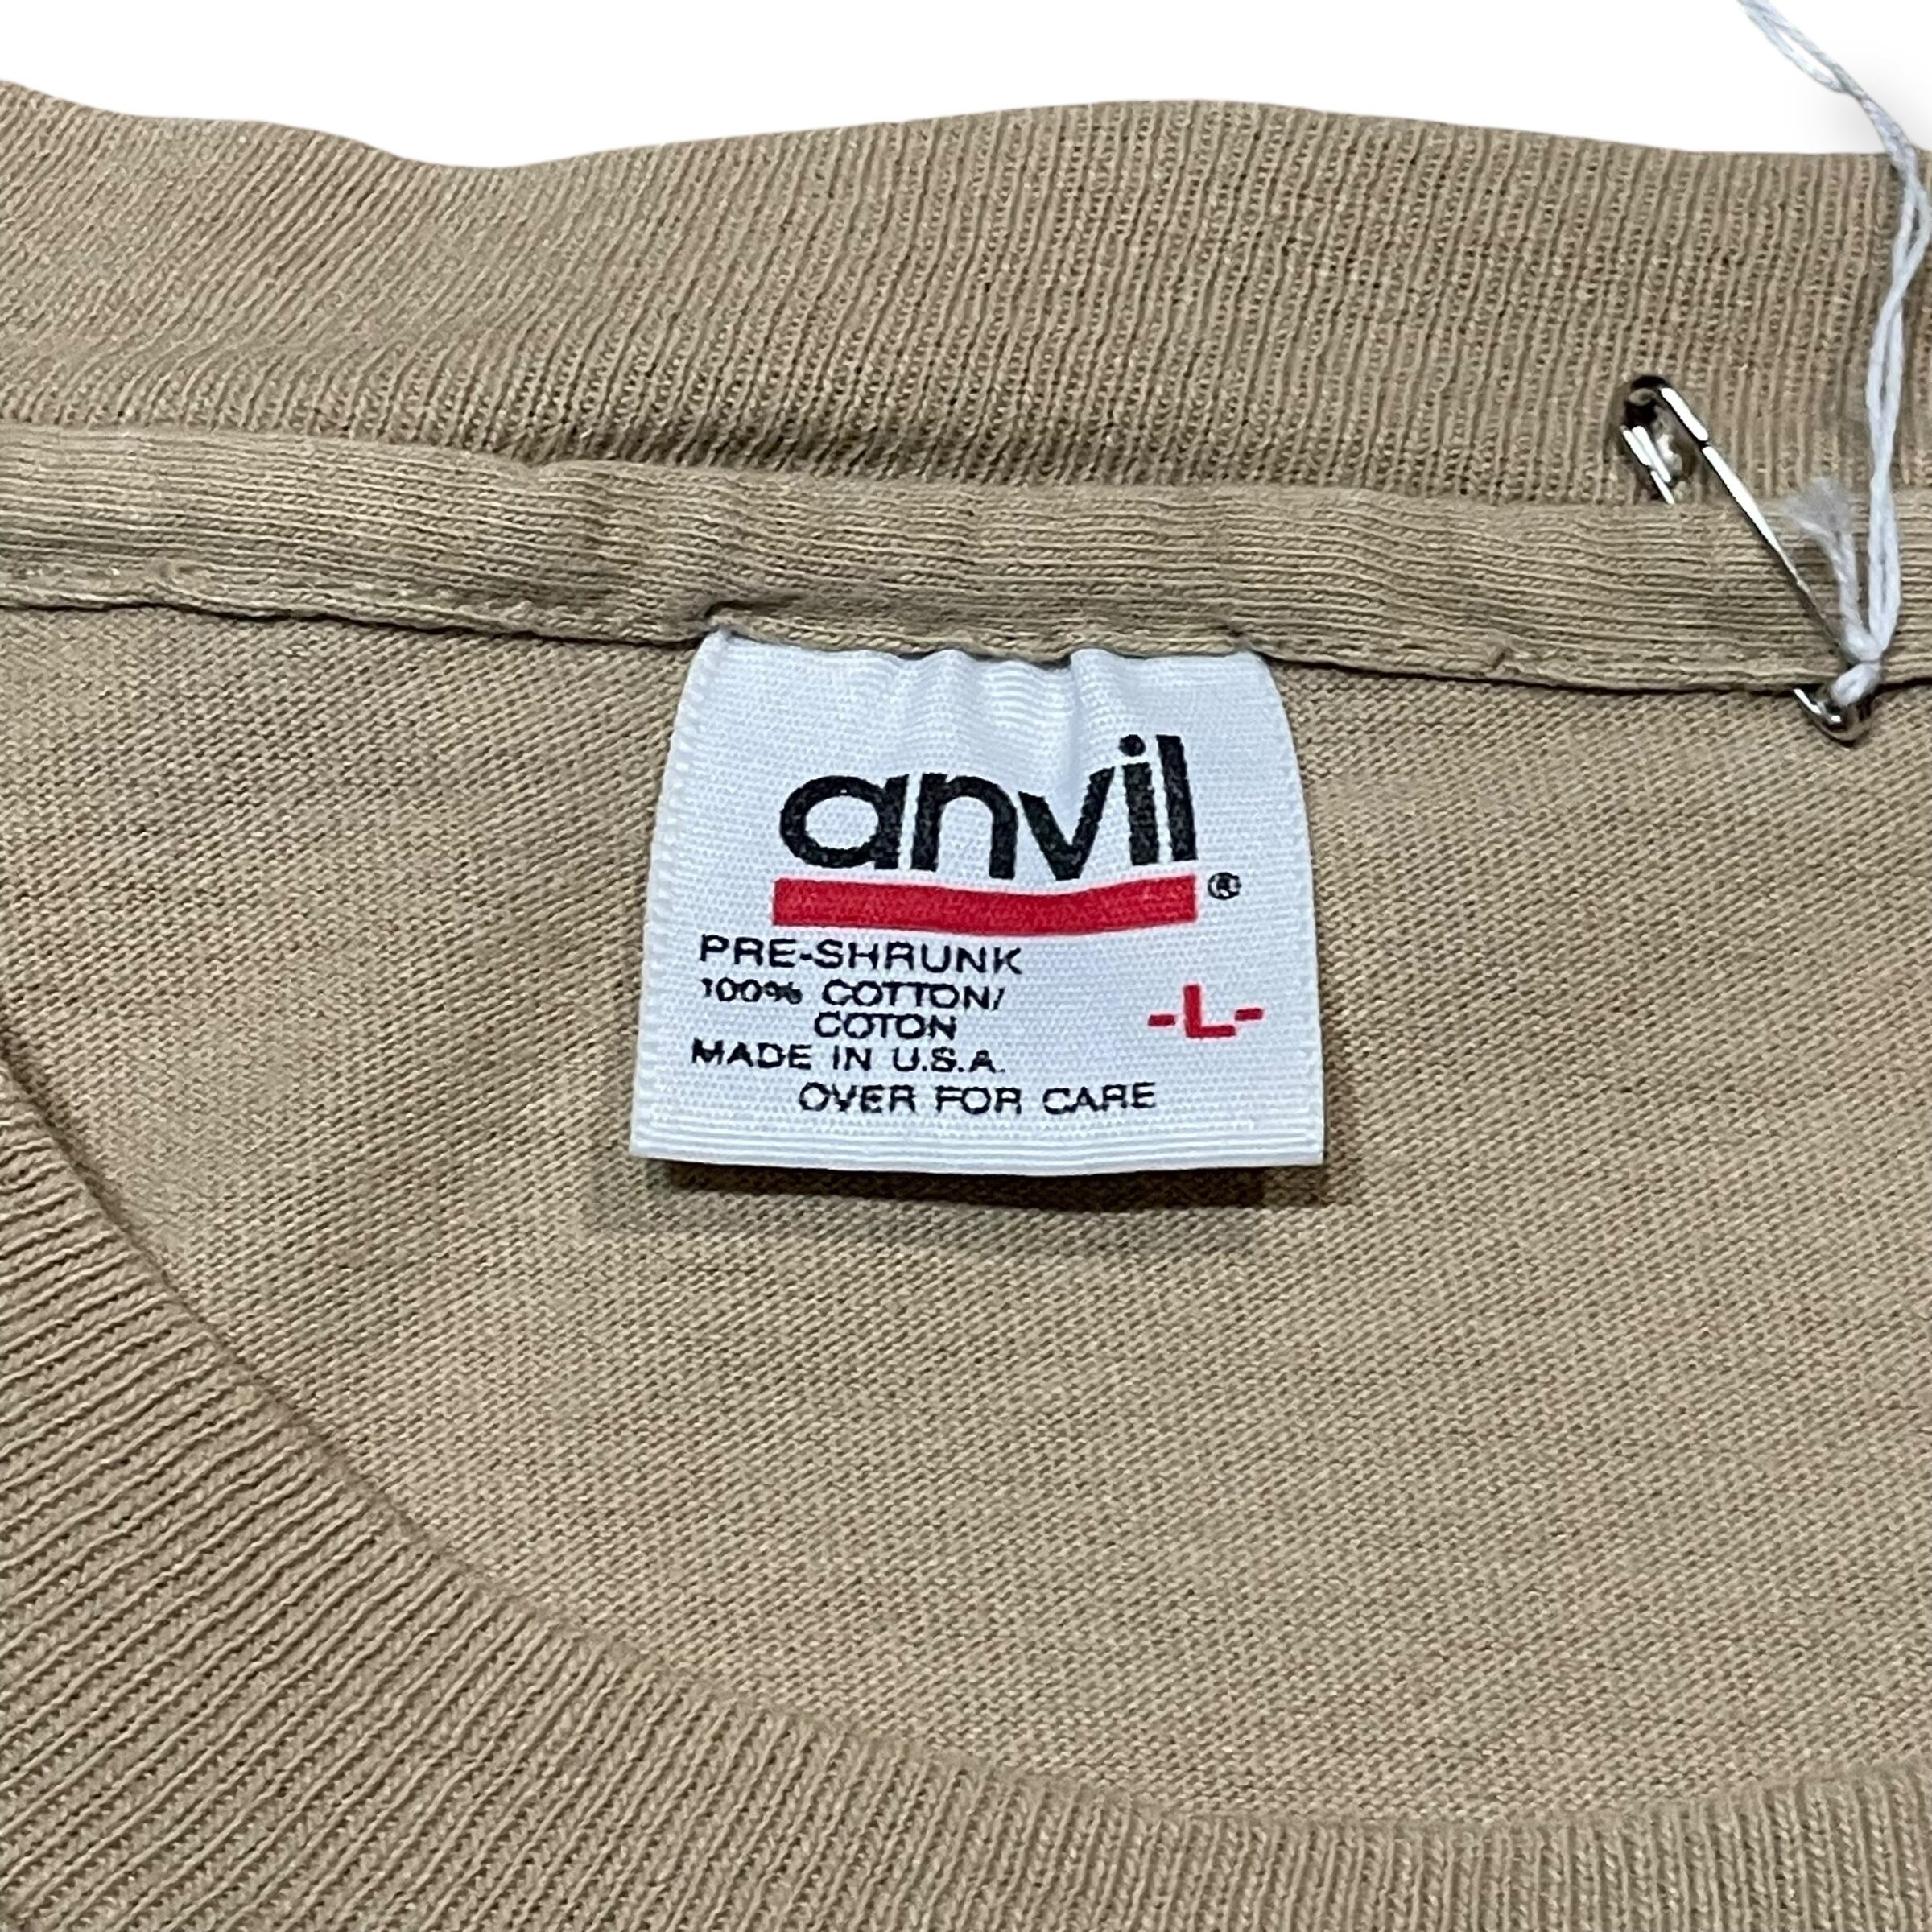 anvil®
PRE-SHRUNK
100% COTTON/
COTON
-L-
MADE IN U.S.A.
OVER FOR CARE